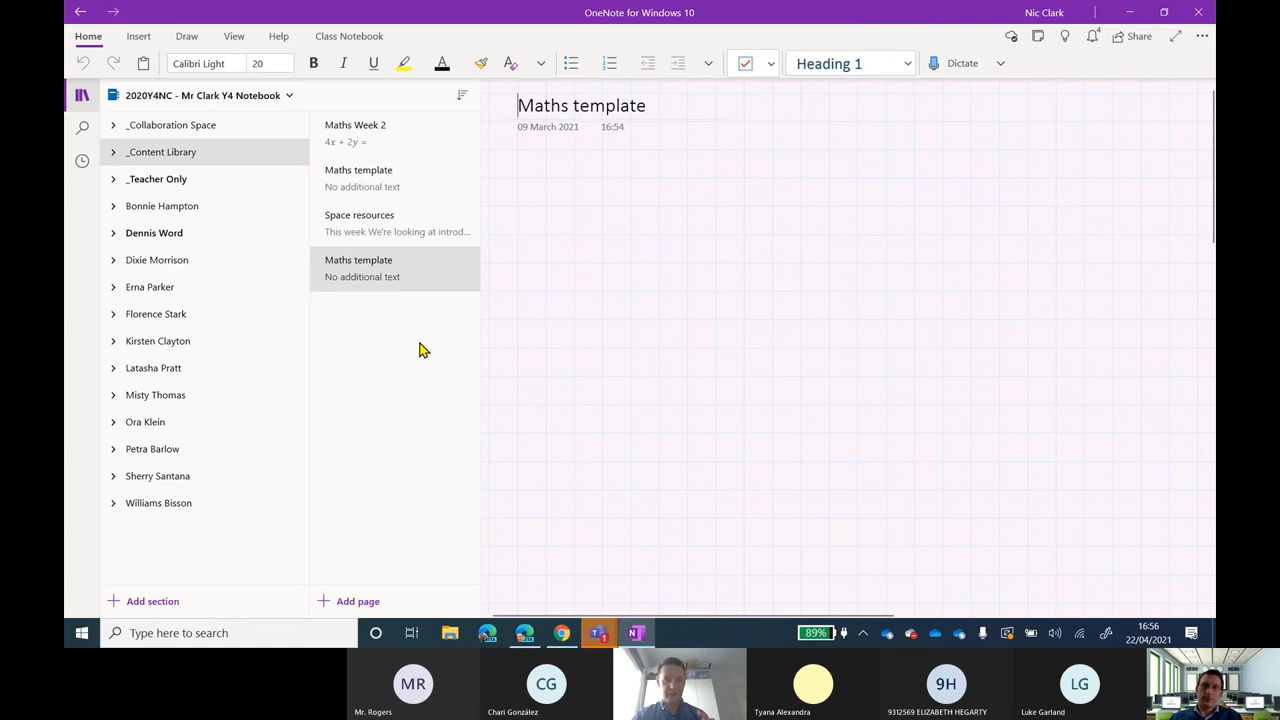 OneNote for Windows 10
Nic Clark
Home Insert Draw View Help Class Notebook
4 Share
Calibri Light 20 B I U A A Heading 1 Dictate
2020Y4NC - Mr Clark Y4 Notebook
_Collaboration Space
_Content Library
_Teacher Only
Bonnie Hampton
Dennis Word
Dixie Morrison
Erna Parker
Florence Stark
Kirsten Clayton
Latasha Pratt
Misty Thomas
Ora Klein
Petra Barlow
Sherry Santana
Williams Bisson
Add section
Maths Week 2
4x + 2y =
Maths template
No additional text
Space resources
This week We're looking at introd...
Maths template
No additional text
Add page
Maths template
09 March 2021 16:54
Type here to search
1
N
89%
16:56
22/04/2021
MR
Mr. Rogers
CG
Chari González
Tyana Alexandra
9H
9312569 ELIZABETH HEGARTY
LG
Luke Garland